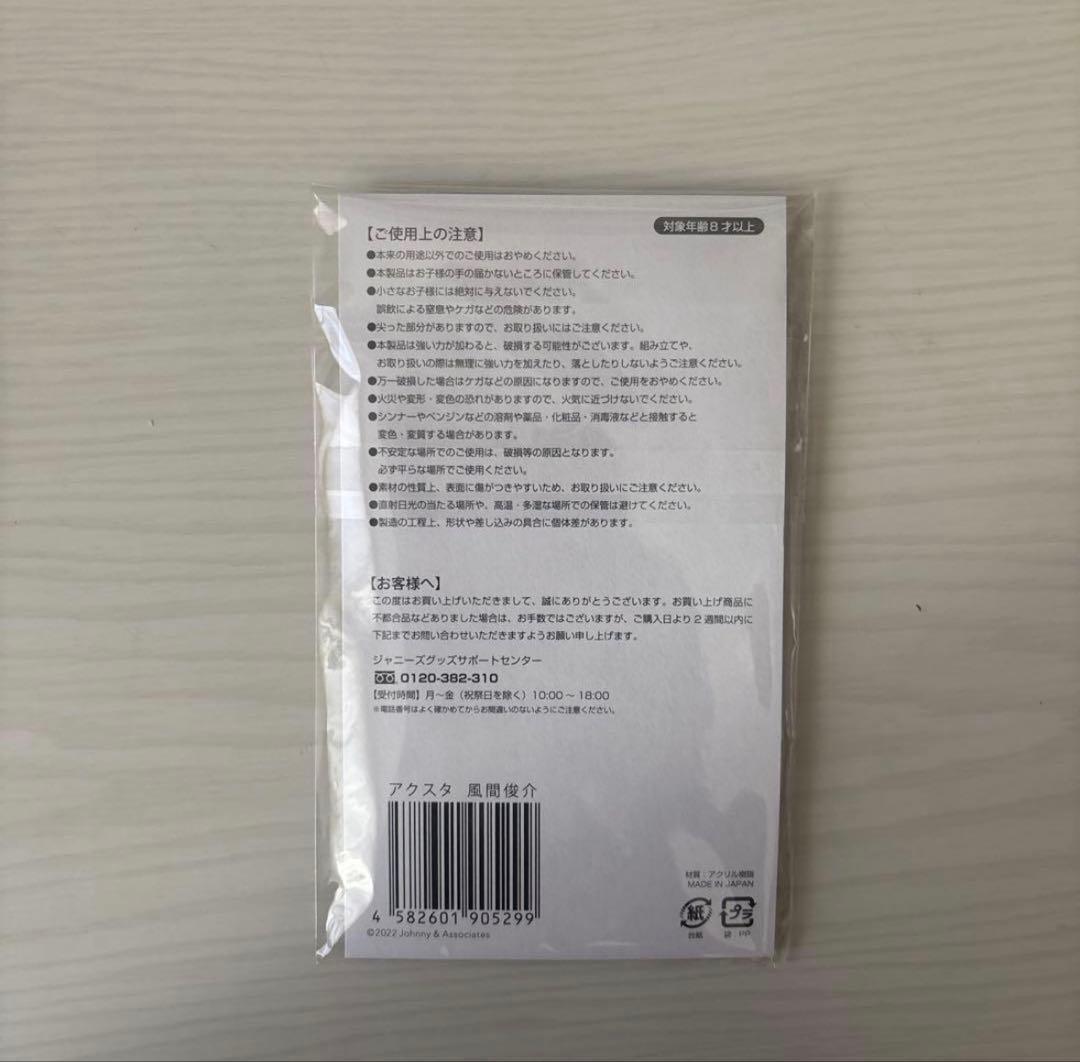 【ご使用上の注意】
対象年齢8才以上
●本来の用途以外でのご使用はおやめください。
●本製品はお子様の手の届かないところに保管してください。
●小さなお子様には絶対に与えないでください。
誤飲による窒息やケガなどの危険があります。
●尖った部分がありますので、お取り扱いにはご注意ください。
●本製品は強い力が加わると、破損する可能性がございます。組み立てや、
お取り扱いの際は無理に強い力を加えたり、落としたりしないようご注意ください。
●万一破損した場合はケガなどの原因になりますので、ご使用をおやめください。
●火災や変形・変色の恐れがありますので、火気に近づけないでください。
●シンナーやベンジンなどの溶剤や薬品・化粧品・消毒液などと接触すると
変色・変質する場合があります。
●不安定な場所でのご使用は、破損等の原因となります。
必ず平らな場所でご使用ください。
●素材の性質上、表面に傷がつきやすいため、お取り扱いにご注意ください。
●直射日光の当たる場所や、高温・多湿な場所での保管は避けてください。
●製造の工程上、形状や差し込みの具合に個体差があります。
【お客様へ】
この度はお買い上げいただきまして、誠にありがとうございます。お買い上げ商品に
不都合品などありました場合は、お手数ではございますが、ご購入日より2週間以内に
下記までお問い合わせいただきますようお願い申し上げます。
ジャニーズグッズサポートセンター
0120-382-310
【受付時間】月〜金（祝祭日を除く）10:00〜18:00
※電話番号はよく確かめてからお間違いのないようにご注意ください。
アクスタ 風間俊介
4 582601 905299
©2022 Johnny & Associates
材質：アクリル樹脂
MADE IN JAPAN
紙
プラ
台紙
袋 PP